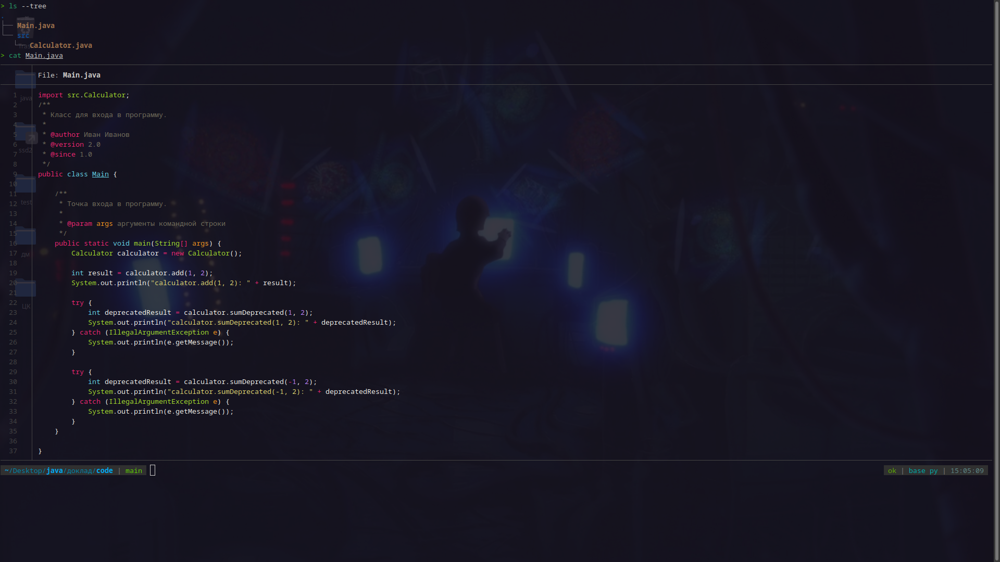 > ls --tree
.
├── Main.java
└── src
    └── Calculator.java
> cat Main.java
File: Main.java
1 import src.Calculator;
2 /**
3  * Класс для входа в программу.
4  *
5  * @author Иван Иванов
6  * @version 2.0
7  * @since 1.0
8  */
9 public class Main {
10
11     /**
12      * Точка входа в программу.
13      *
14      * @param args аргументы командной строки
15      */
16     public static void main(String[] args) {
17         Calculator calculator = new Calculator();
18
19         int result = calculator.add(1, 2);
20         System.out.println("calculator.add(1, 2): " + result);
21
22         try {
23             int deprecatedResult = calculator.sumDeprecated(1, 2);
24             System.out.println("calculator.sumDeprecated(1, 2): " + deprecatedResult);
25         } catch (IllegalArgumentException e) {
26             System.out.println(e.getMessage());
27         }
28
29         try {
30             int deprecatedResult = calculator.sumDeprecated(-1, 2);
31             System.out.println("calculator.sumDeprecated(-1, 2): " + deprecatedResult);
32         } catch (IllegalArgumentException e) {
33             System.out.println(e.getMessage());
34         }
35     }
36
37 }
~/Desktop/java/доклад/code | main
ok | base py | 15:05:09
Trash
java
ssd2
test
дм
ЦК